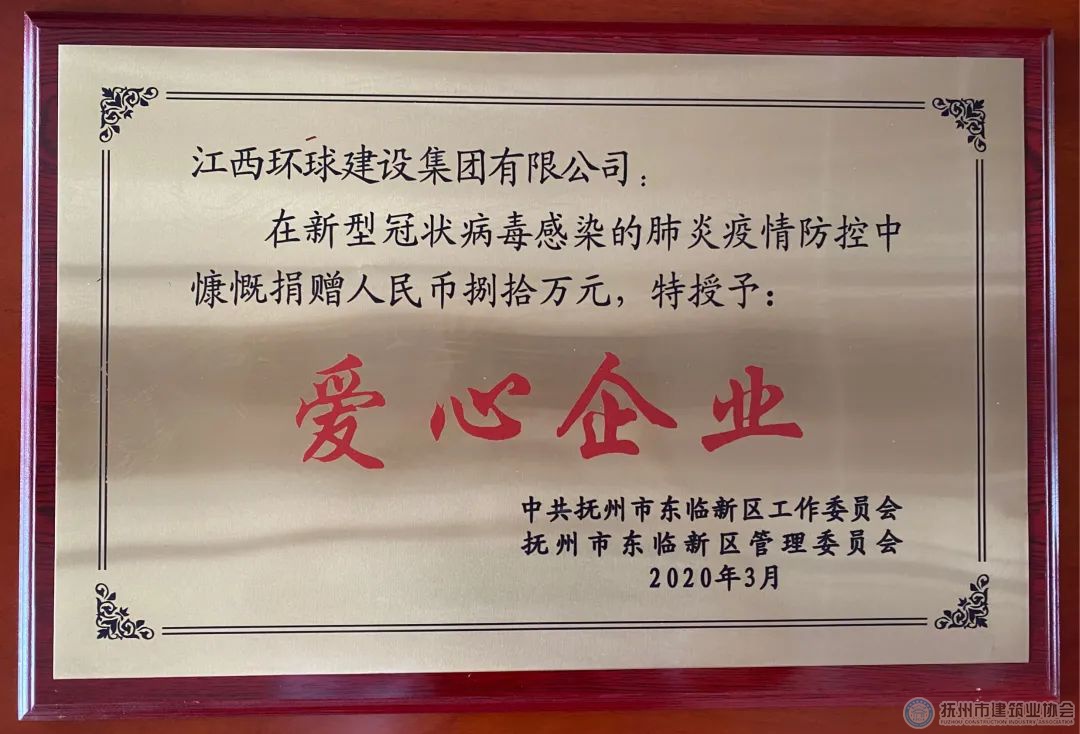 江西环球建设集团有限公司：
在新型冠状病毒感染的肺炎疫情防控中
慷慨捐赠人民币捌拾万元，特授予：
爱心企业
中共抚州市东临新区工作委员会
抚州市东临新区管理委员会
2020年3月
抚州市建筑业协会
FUZHOU CONSTRUCTION INDUSTRY ASSOCIATION